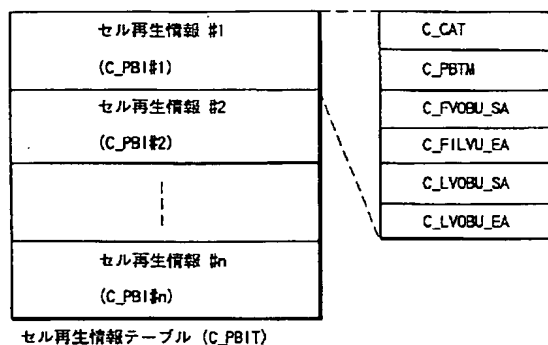 セル再生情報 #1
(C_PBI#1)
セル再生情報 #2
(C_PBI#2)
セル再生情報 #n
(C_PBI#n)
セル再生情報テーブル (C_PBIT)
C_CAT
C_PBTM
C_FVOBU_SA
C_FILVU_EA
C_LVOBU_SA
C_LVOBU_EA